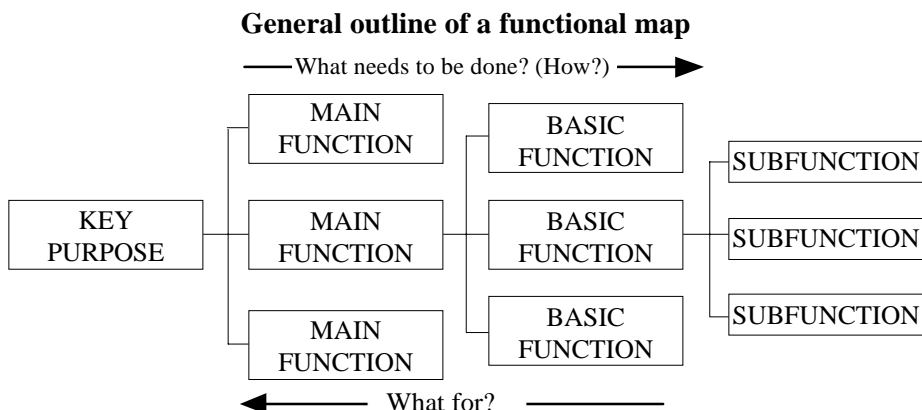 General outline of a functional map
What needs to be done? (How?)
MAIN
FUNCTION
BASIC
FUNCTION
SUBFUNCTION
KEY
PURPOSE
MAIN
FUNCTION
BASIC
FUNCTION
SUBFUNCTION
MAIN
FUNCTION
BASIC
FUNCTION
SUBFUNCTION
What for?